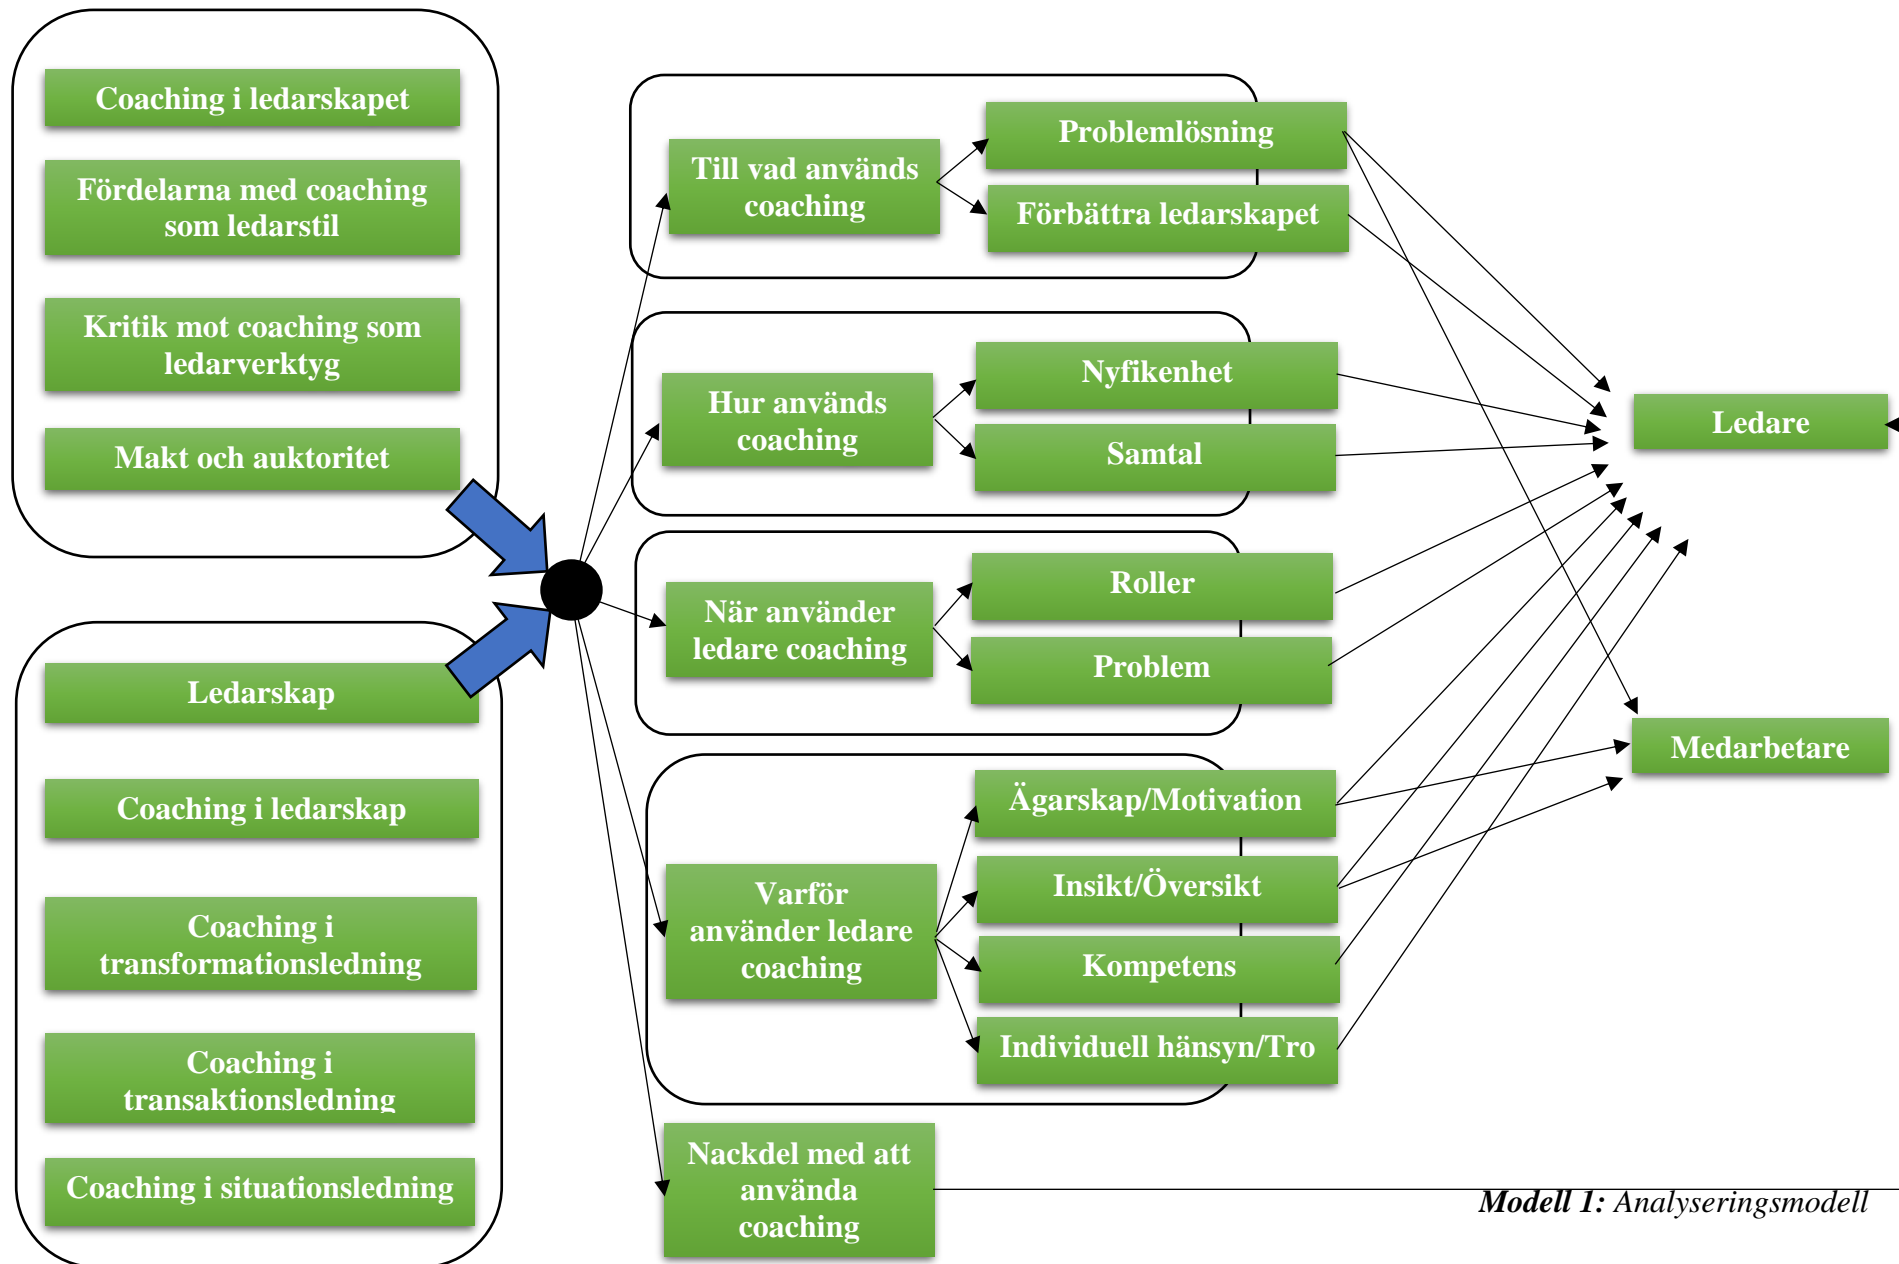 Coaching i ledarskapet
Fördelarna med coaching
som ledarstil
Kritik mot coaching som
ledarverktyg
Makt och auktoritet
Ledarskap
Coaching i ledarskap
Coaching i
transformationsledning
Coaching i
transaktionsledning
Coaching i situationsledning
Till vad används
coaching
Problemlösning
Förbättra ledarskapet
Hur används
coaching
Nyfikenhet
Samtal
När använder
ledare coaching
Roller
Problem
Varför
använder ledare
coaching
Ägarskap/Motivation
Insikt/Översikt
Kompetens
Individuell hänsyn/Tro
Nackdel med att
använda
coaching
Ledare
Medarbetare
Modell 1: Analyseringsmodell